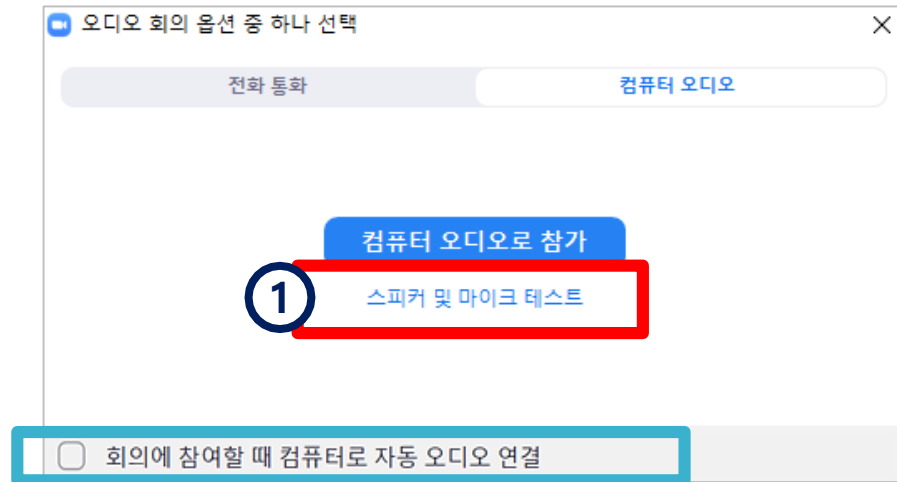 오디오 회의 옵션 중 하나 선택
전화 통화
컴퓨터 오디오
컴퓨터 오디오로 참가
1
스피커 및 마이크 테스트
회의에 참여할 때 컴퓨터로 자동 오디오 연결